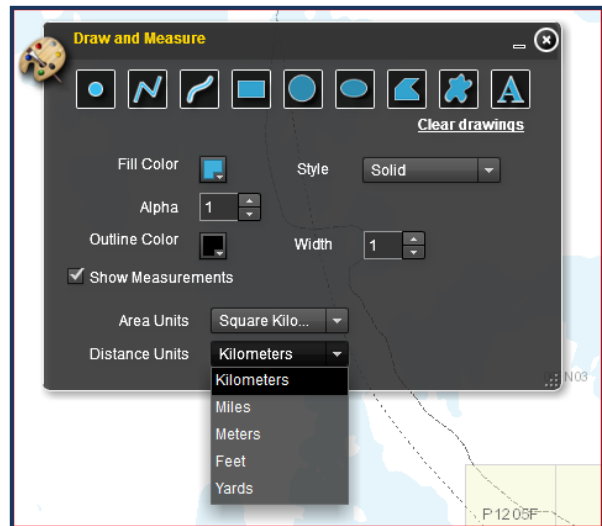 Draw and Measure
A
Clear drawings
Fill Color Style Solid
Alpha 1
Outline Color Width 1
Show Measurements
Area Units Square Kilo...
Distance Units Kilometers
Kilometers
Miles
Meters
Feet
Yards
N03
P1205F